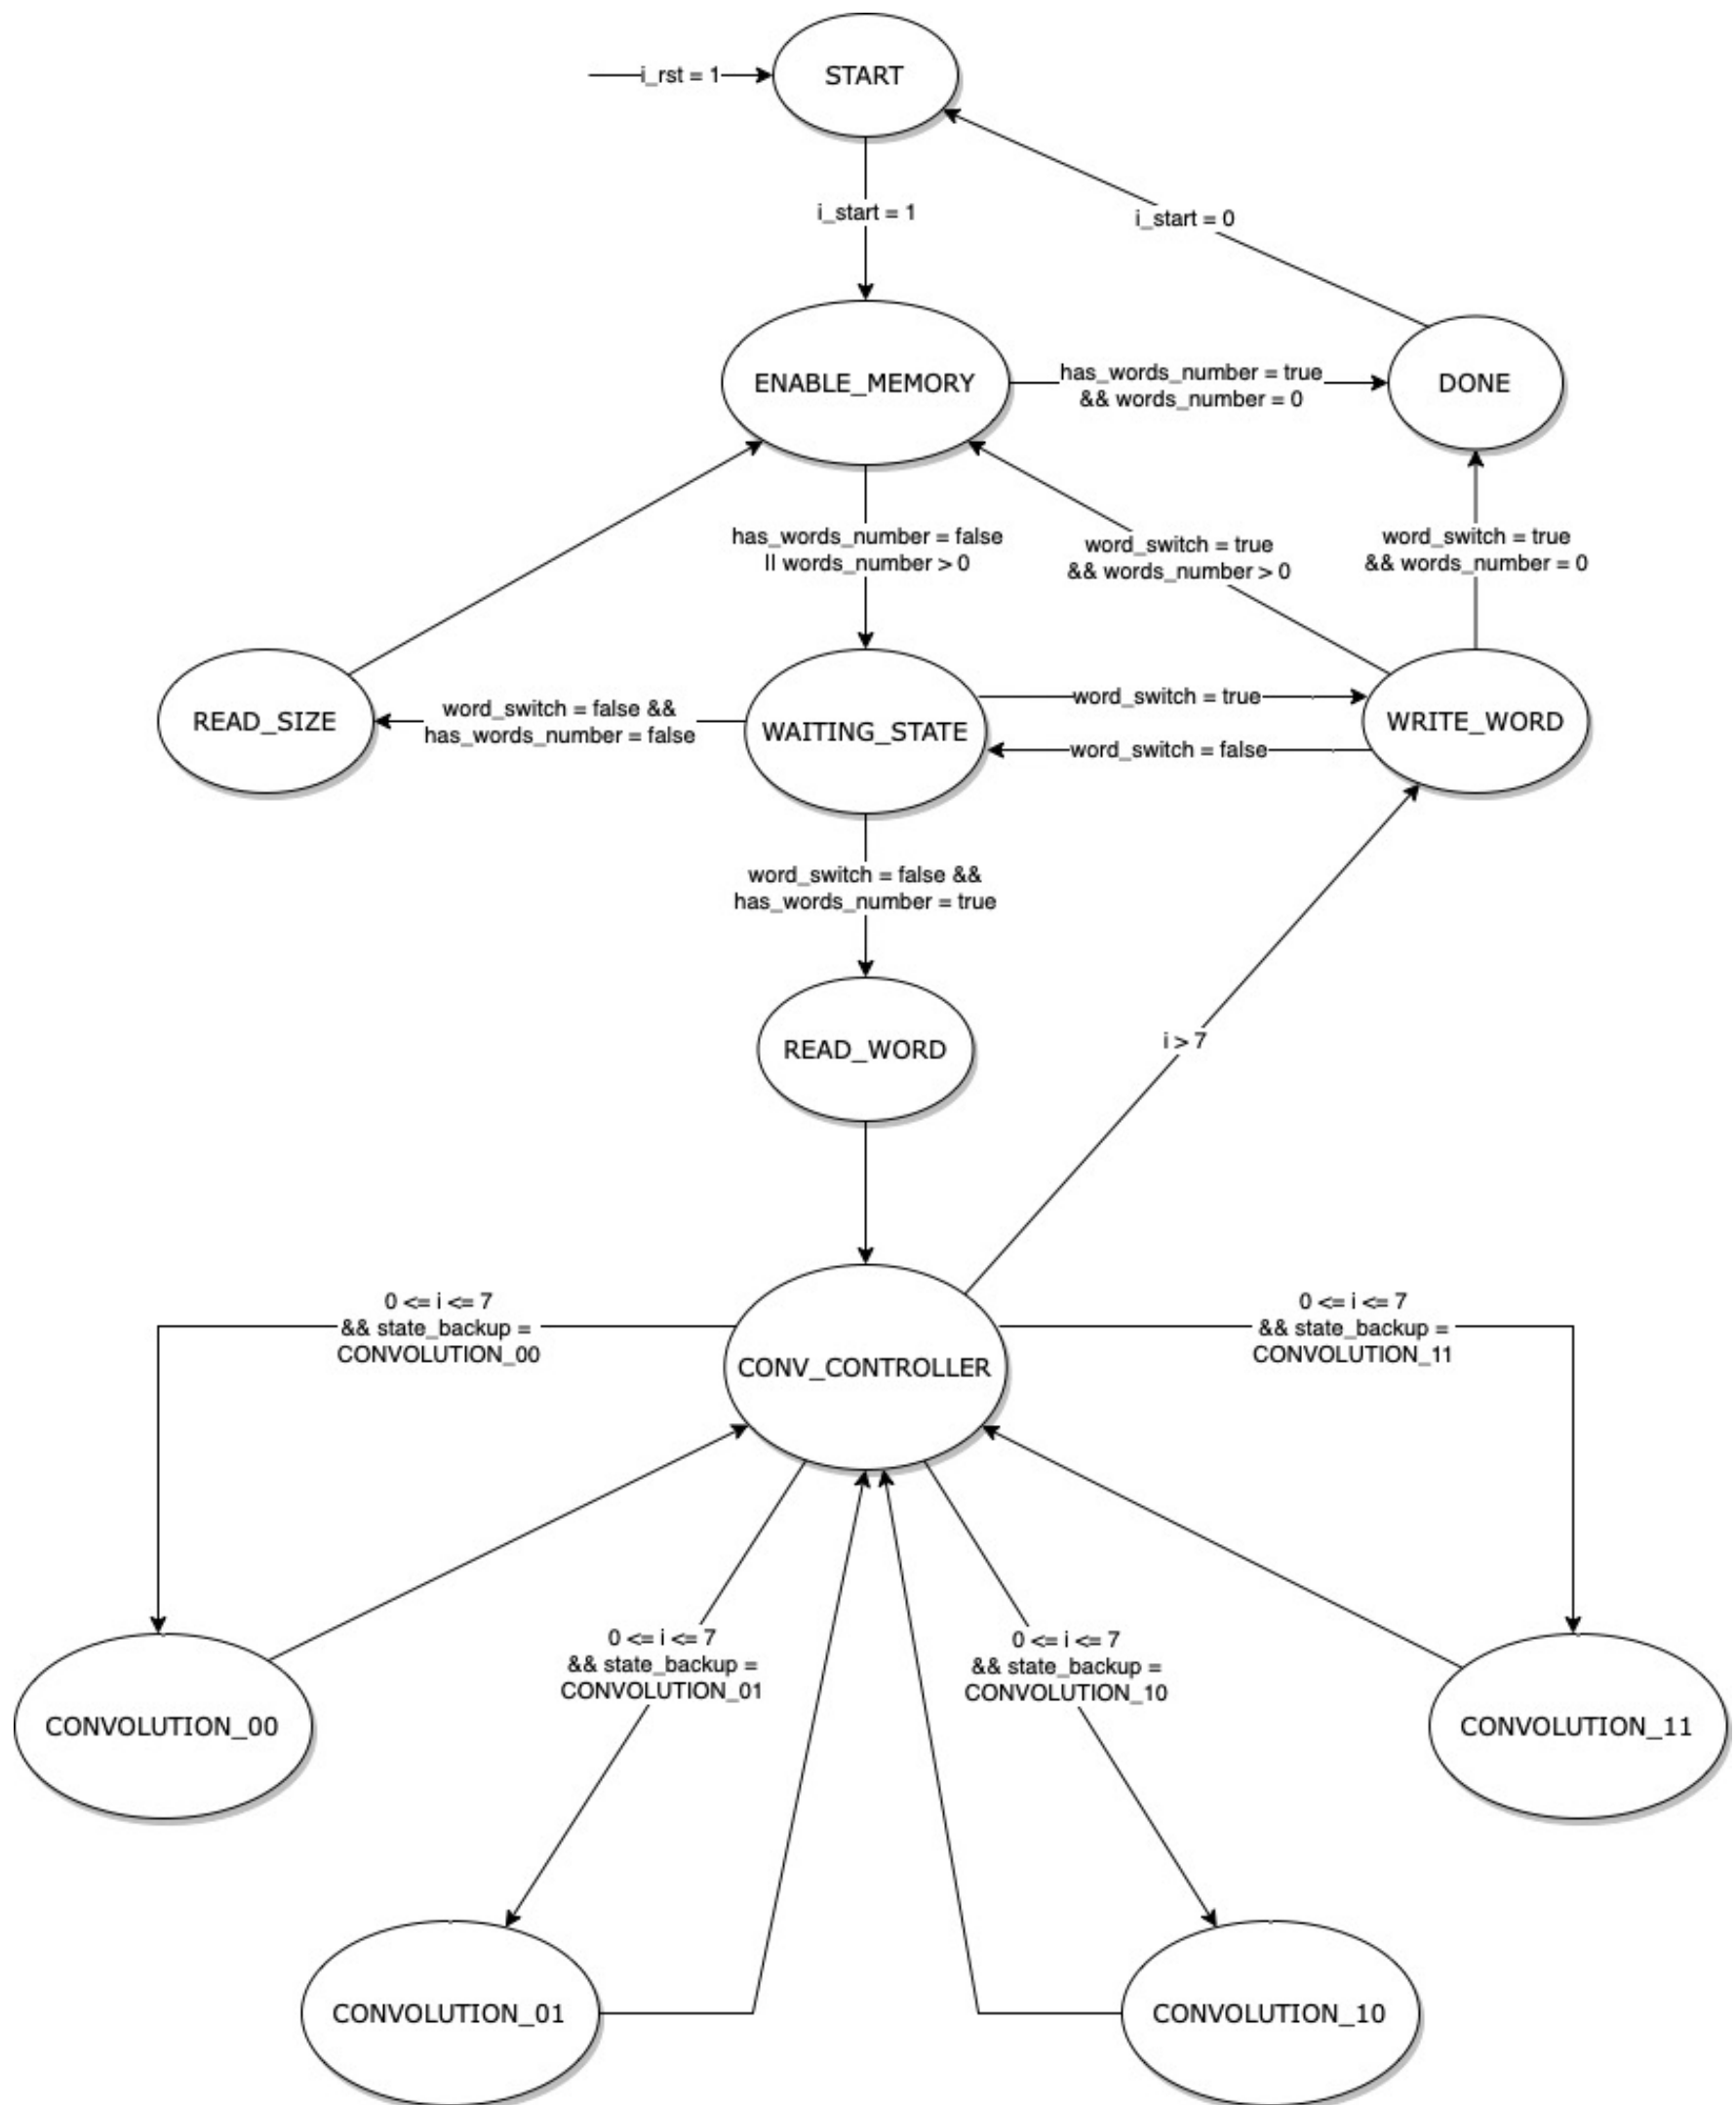 i_rst = 1
START
i_start = 1
i_start = 0
ENABLE_MEMORY
has_words_number = true
&& words_number = 0
DONE
has_words_number = false
|| words_number > 0
word_switch = true
&& words_number > 0
word_switch = true
&& words_number = 0
READ_SIZE
word_switch = false &&
has_words_number = false
WAITING_STATE
word_switch = true
word_switch = false
WRITE_WORD
word_switch = false &&
has_words_number = true
READ_WORD
i > 7
0 <= i <= 7
&& state_backup =
CONVOLUTION_00
CONV_CONTROLLER
0 <= i <= 7
&& state_backup =
CONVOLUTION_11
0 <= i <= 7
&& state_backup =
CONVOLUTION_01
0 <= i <= 7
&& state_backup =
CONVOLUTION_10
CONVOLUTION_00
CONVOLUTION_11
CONVOLUTION_01
CONVOLUTION_10